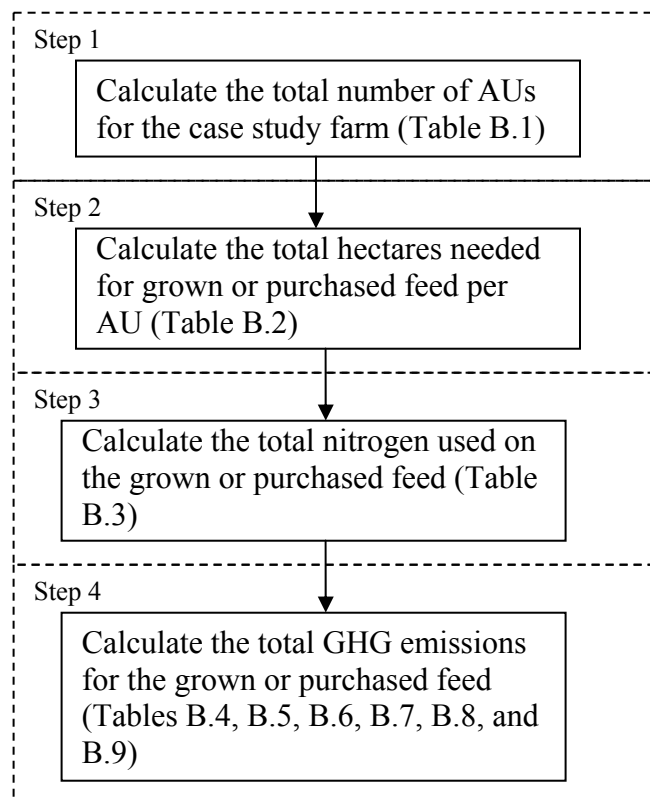 Step 1
Calculate the total number of AUs
for the case study farm (Table B.1)
Step 2
Calculate the total hectares needed
for grown or purchased feed per
AU (Table B.2)
Step 3
Calculate the total nitrogen used on
the grown or purchased feed (Table
B.3)
Step 4
Calculate the total GHG emissions
for the grown or purchased feed
(Tables B.4, B.5, B.6, B.7, B.8, and
B.9)